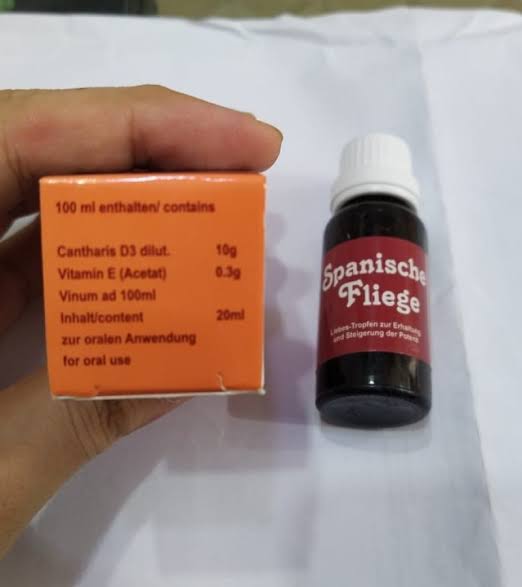 100 ml enthalten/ contains
Cantharis D3 dilut. 10g
Vitamin E (Acetat) 0.3g
Vinum ad 100ml
Inhalt/content 20ml
zur oralen Anwendung
for oral use
Spanische
Fliege
Liebes-Tropfen zur Erhaltung
und Steigerung der Potenz